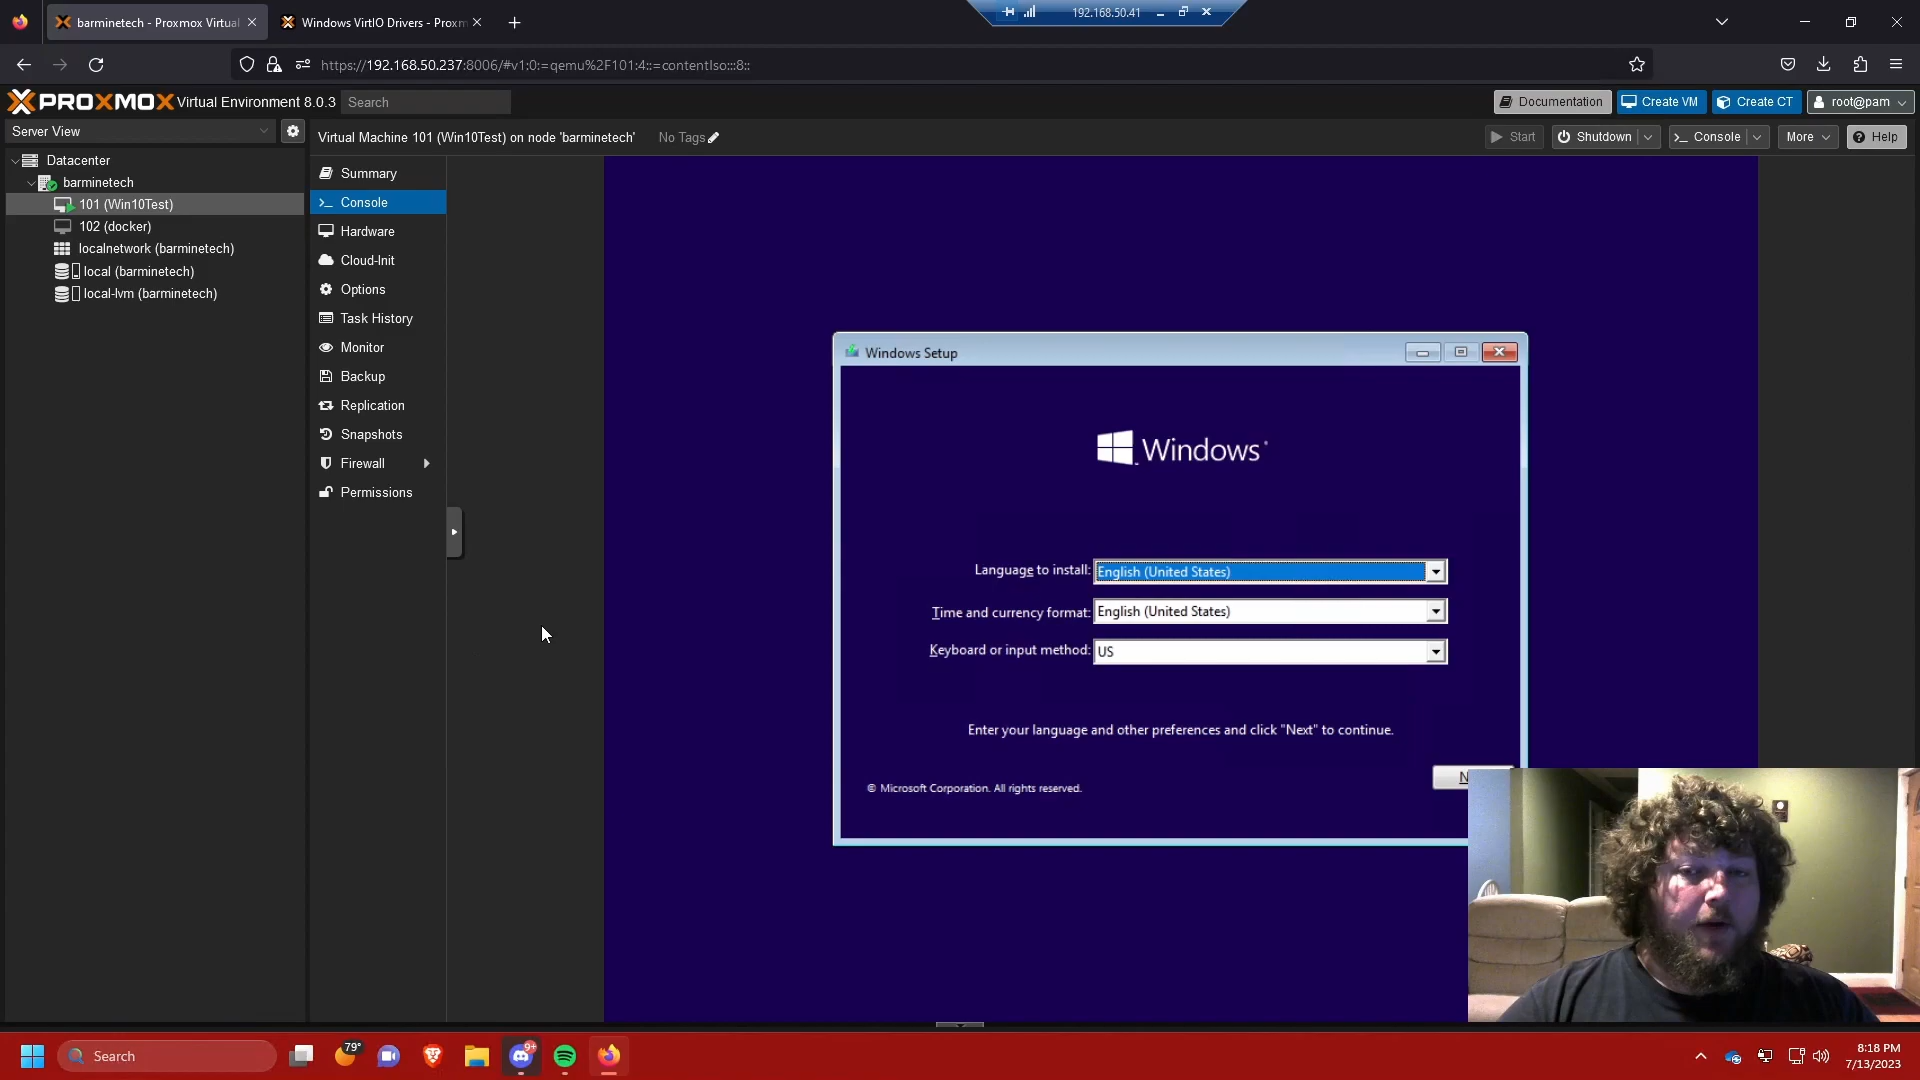 barminetech - Proxmox Virtual
Windows VirtIO Drivers - Proxm
192.168.50.41
https://192.168.50.237:8006/#v1:0:=qemu%2F101:4::=contentIso:::8::
PROXMOX Virtual Environment 8.0.3
Search
Documentation
Create VM
Create CT
root@pam
Server View
Virtual Machine 101 (Win10Test) on node 'barminetech'
No Tags
Start
Shutdown
Console
More
Help
Datacenter
barminetech
101 (Win10Test)
102 (docker)
localnetwork (barminetech)
local (barminetech)
local-lvm (barminetech)
Summary
Console
Hardware
Cloud-Init
Options
Task History
Monitor
Backup
Replication
Snapshots
Firewall
Permissions
Windows Setup
Windows
Language to install: English (United States)
Time and currency format: English (United States)
Keyboard or input method: US
Enter your language and other preferences and click "Next" to continue.
N
© Microsoft Corporation. All rights reserved.
Search
79°
9+
8:18 PM
7/13/2023